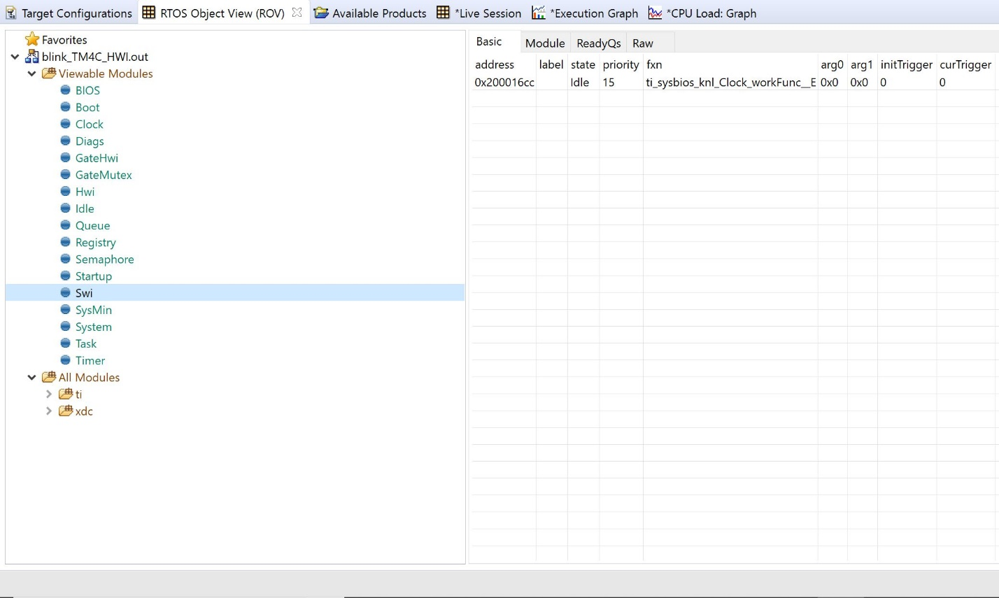 Target Configurations RTOS Object View (ROV) Available Products *Live Session *Execution Graph *CPU Load: Graph
Favorites
blink_TM4C_HWI.out
Viewable Modules
BIOS
Boot
Clock
Diags
GateHwi
GateMutex
Hwi
Idle
Queue
Registry
Semaphore
Startup
Swi
SysMin
System
Task
Timer
All Modules
ti
xdc
Basic Module ReadyQs Raw
address label state priority fxn arg0 arg1 initTrigger curTrigger
0x200016cc Idle 15 ti_sysbios_knl_Clock_workFunc__E 0x0 0x0 0 0